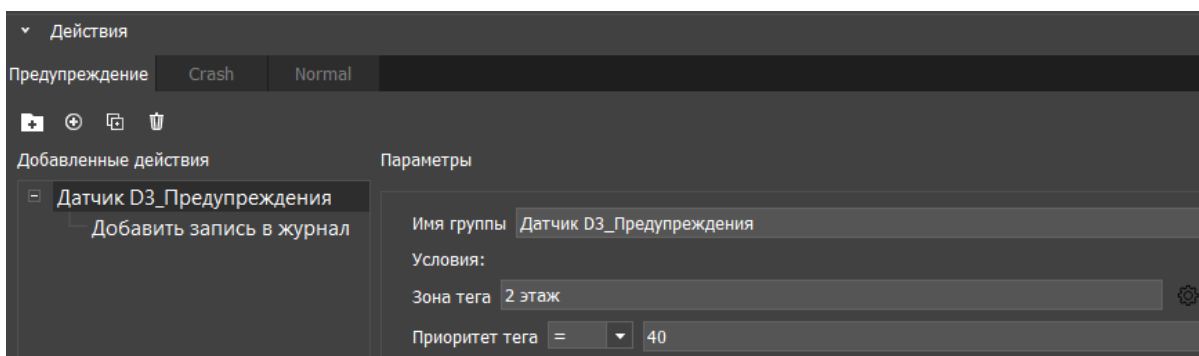 Действия
Предупреждение Crash Normal
Добавленные действия
Датчик D3_Предупреждения
Добавить запись в журнал
Параметры
Имя группы Датчик D3_Предупреждения
Условия:
Зона тега 2 этаж
Приоритет тега = 40